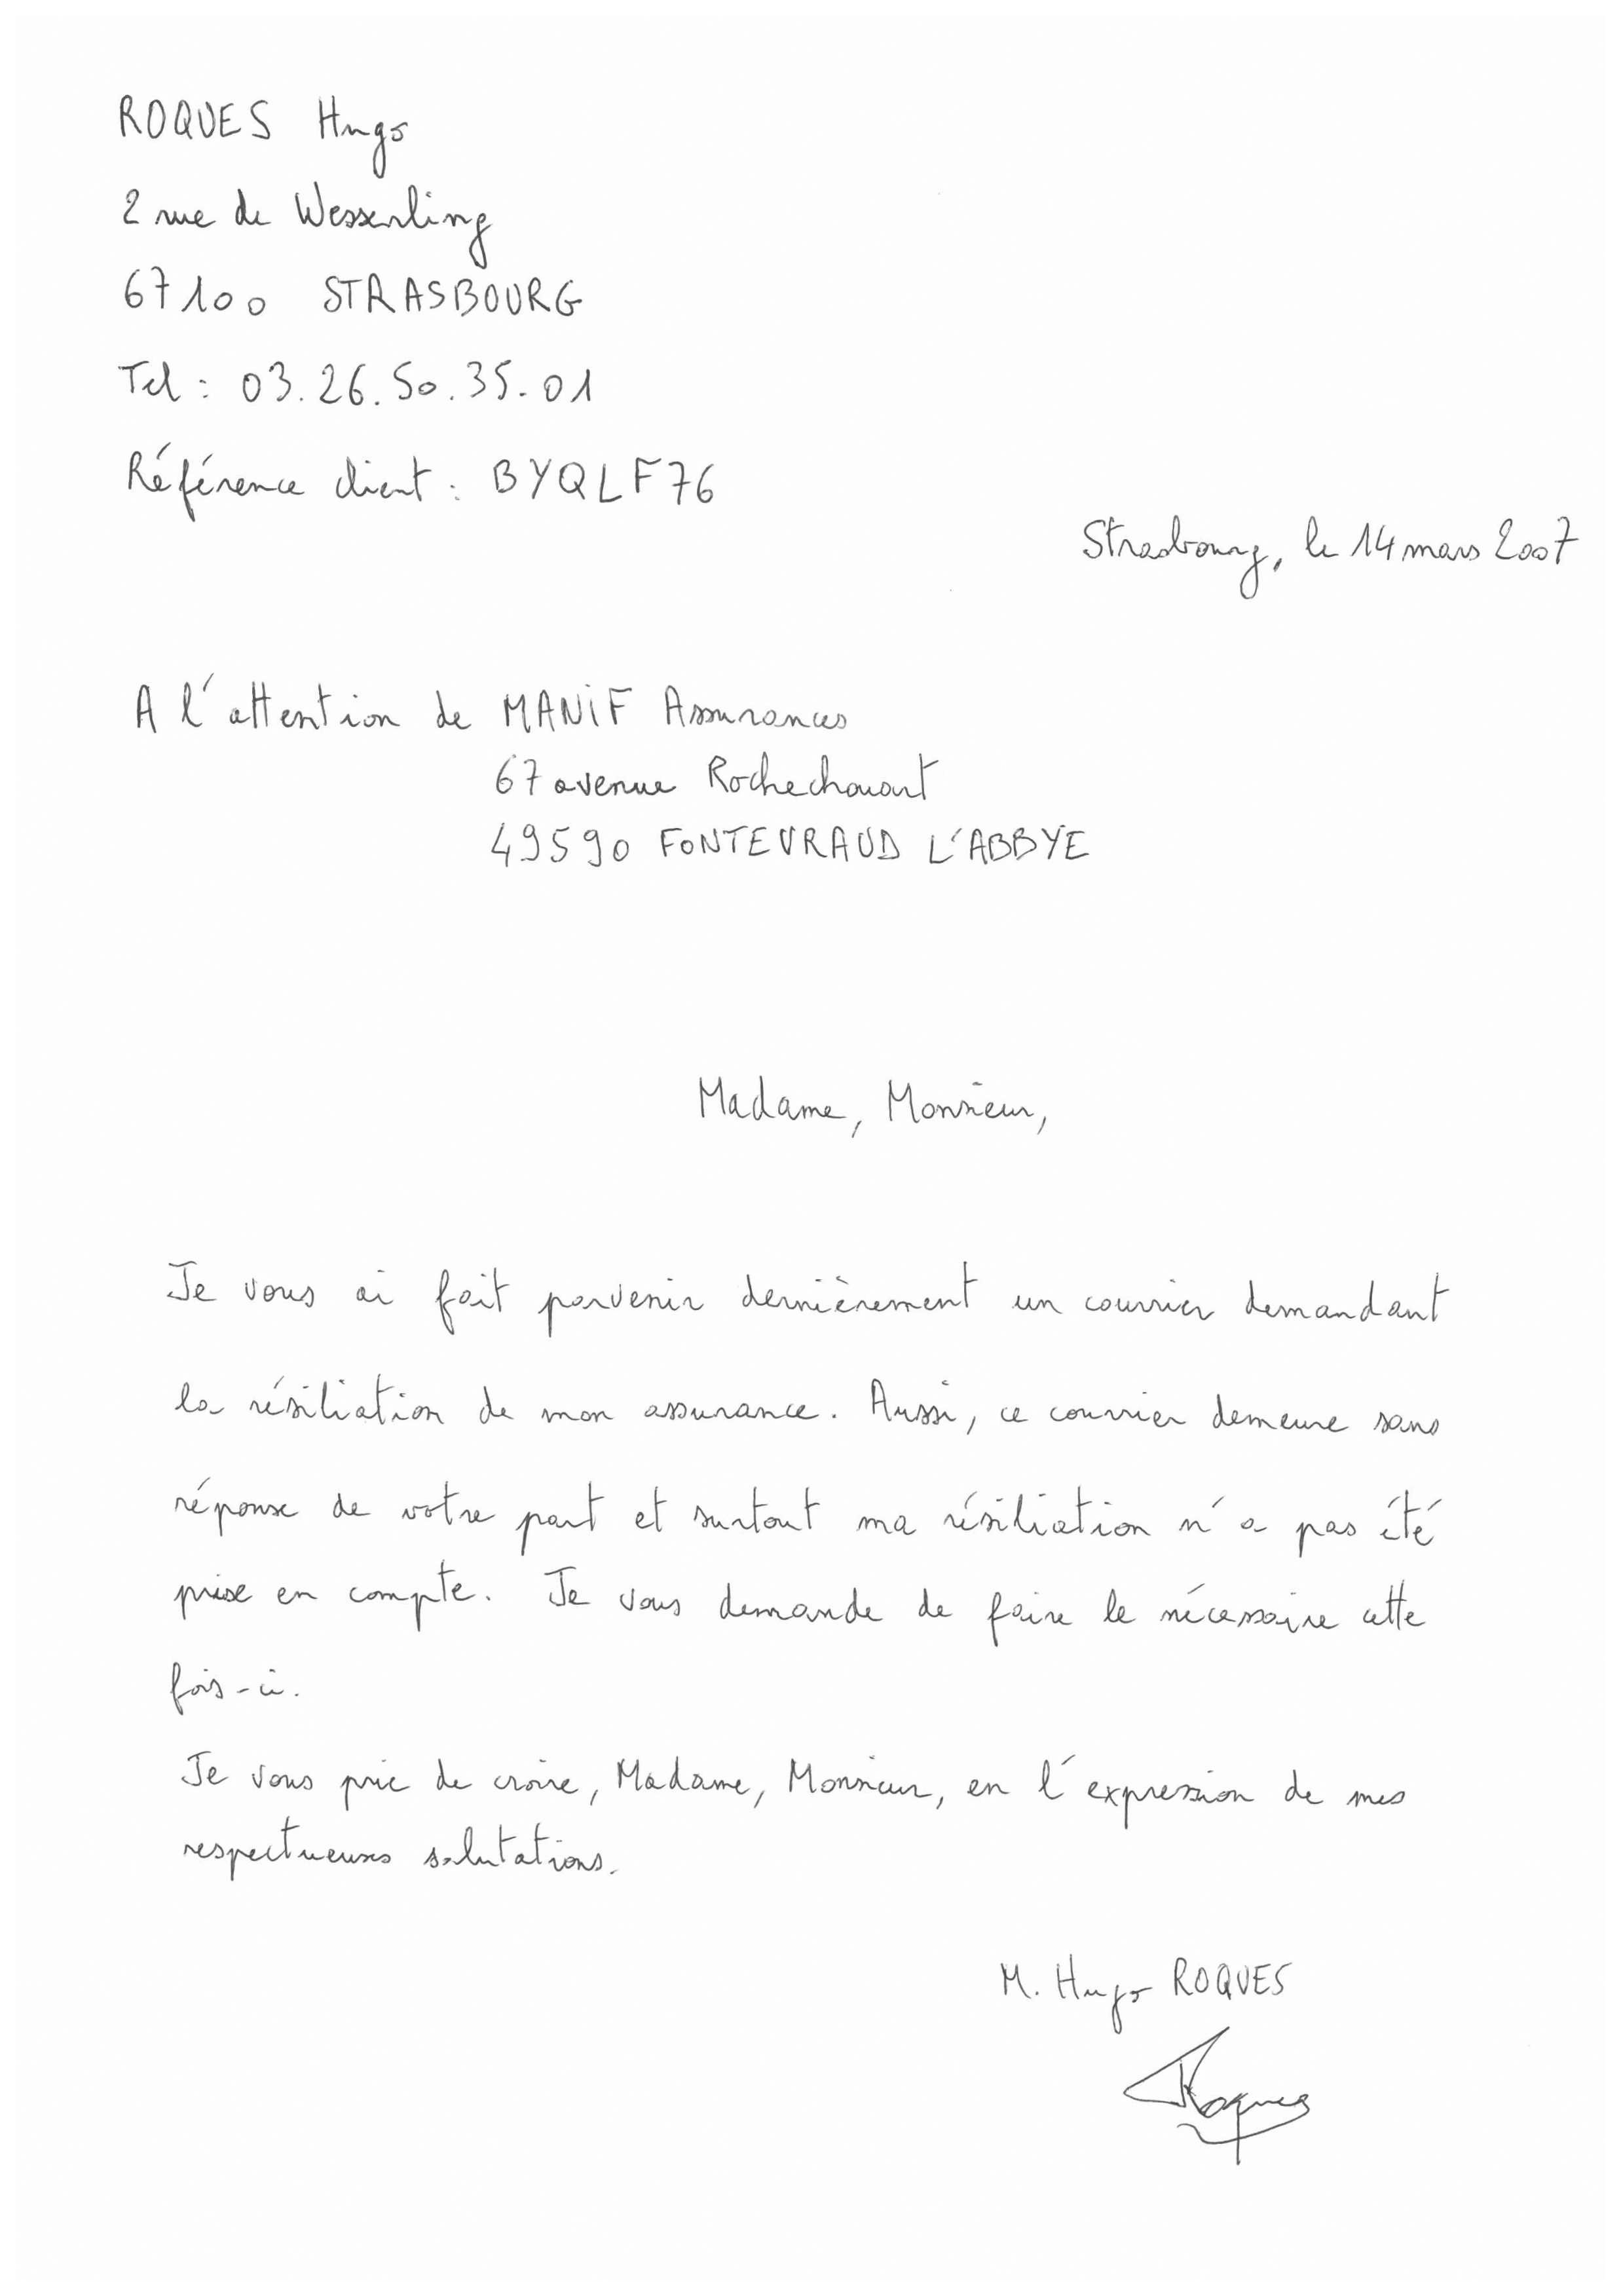 ROQUES Hugo
2 rue de Wesserling
67100 STRASBOURG
Tel : 03.26.50.35.01
Référence client : BYQLF76
Strasbourg, le 14 mars 2007
A l'attention de MANIF Assurances
67 avenue Rochechouart
49590 FONTEVRAUD L'ABBYE
Madame, Monsieur,
Je vous ai fait parvenir dernièrement un courrier demandant
la résiliation de mon assurance. Aussi, ce courrier demeure sans
réponse de votre part et surtout ma résiliation n'a pas été
prise en compte. Je vous demande de faire le nécessaire cette
fois-ci.
Je vous prie de croire, Madame, Monsieur, en l'expression de mes
respectueuses salutations.
M. Hugo ROQUES
Roques